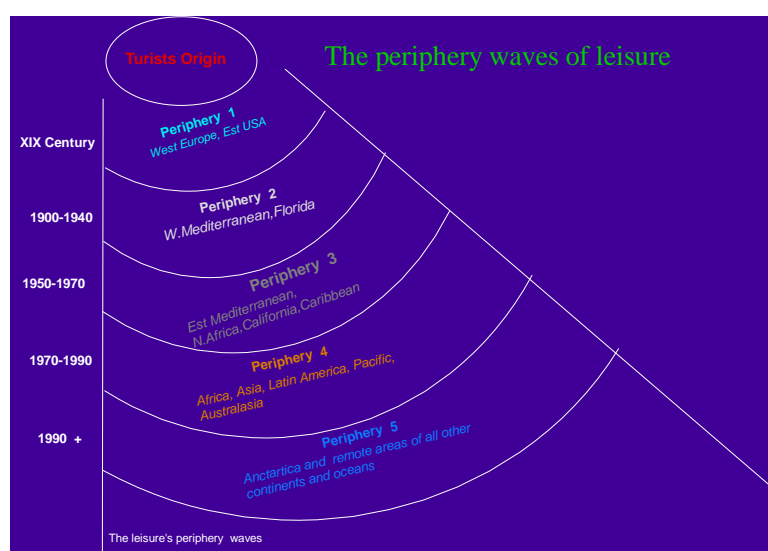 The periphery waves of leisure
Turists Origin
XIX Century
Periphery 1
West Europe, Est USA
1900-1940
Periphery 2
W.Mediterranean,Florida
1950-1970
Periphery 3
Est Mediterranean,
N.Africa,California,Caribbean
1970-1990
Periphery 4
Africa, Asia, Latin America, Pacific,
Australasia
1990 +
Periphery 5
Anctartica and remote areas of all other
continents and oceans
The leisure's periphery waves